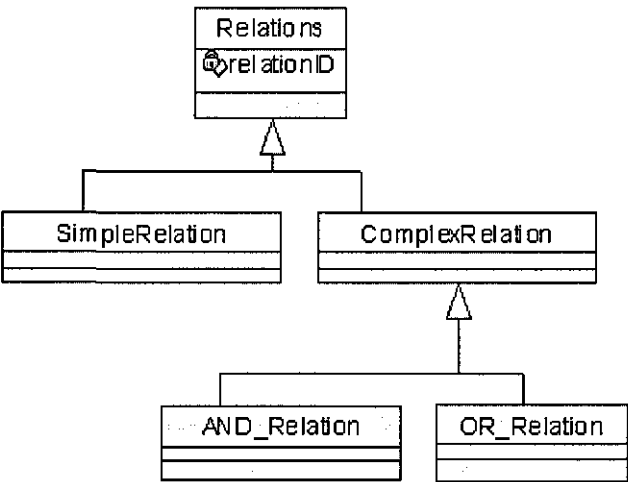 Relations
relationID
SimpleRelation
ComplexRelation
AND_Relation
OR_Relation